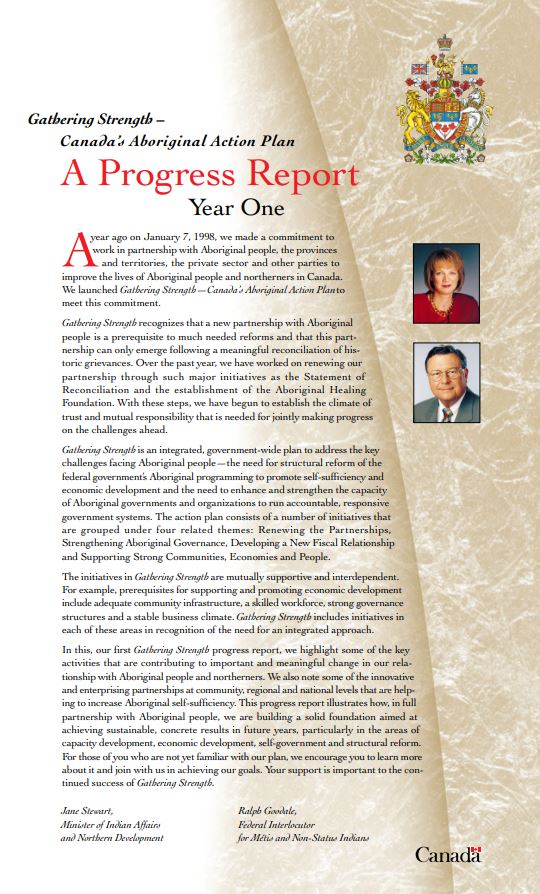 Gathering Strength –
Canada's Aboriginal Action Plan
A Progress Report
Year One
A year ago on January 7, 1998, we made a commitment to
work in partnership with Aboriginal people, the provinces
and territories, the private sector and other parties to
improve the lives of Aboriginal people and northerners in Canada.
We launched Gathering Strength — Canada's Aboriginal Action Plan to
meet this commitment.
Gathering Strength recognizes that a new partnership with Aboriginal
people is a prerequisite to much needed reforms and that this part-
nership can only emerge following a meaningful reconciliation of his-
toric grievances. Over the past year, we have worked on renewing our
partnership through such major initiatives as the Statement of
Reconciliation and the establishment of the Aboriginal Healing
Foundation. With these steps, we have begun to establish the climate of
trust and mutual responsibility that is needed for jointly making progress
on the challenges ahead.
Gathering Strength is an integrated, government-wide plan to address the key
challenges facing Aboriginal people — the need for structural reform of the
federal government's Aboriginal programming to promote self-sufficiency and
economic development and the need to enhance and strengthen the capacity
of Aboriginal governments and organizations to run accountable, responsive
government systems. The action plan consists of a number of initiatives that
are grouped under four related themes: Renewing the Partnerships,
Strengthening Aboriginal Governance, Developing a New Fiscal Relationship
and Supporting Strong Communities, Economies and People.
The initiatives in Gathering Strength are mutually supportive and interdependent.
For example, prerequisites for supporting and promoting economic development
include adequate community infrastructure, a skilled workforce, strong governance
structures and a stable business climate. Gathering Strength includes initiatives in
each of these areas in recognition of the need for an integrated approach.
In this, our first Gathering Strength progress report, we highlight some of the key
activities that are contributing to important and meaningful change in our rela-
tionship with Aboriginal people and northerners. We also note some of the innovative
and enterprising partnerships at community, regional and national levels that are help-
ing to increase Aboriginal self-sufficiency. This progress report illustrates how, in full
partnership with Aboriginal people, we are building a solid foundation aimed at
achieving sustainable, concrete results in future years, particularly in the areas of
capacity development, economic development, self-government and structural reform.
For those of you who are not yet familiar with our plan, we encourage you to learn more
about it and join with us in achieving our goals. Your support is important to the con-
tinued success of Gathering Strength.
Jane Stewart,
Minister of Indian Affairs
and Northern Development
Ralph Goodale,
Federal Interlocutor
for Métis and Non-Status Indians
Canada